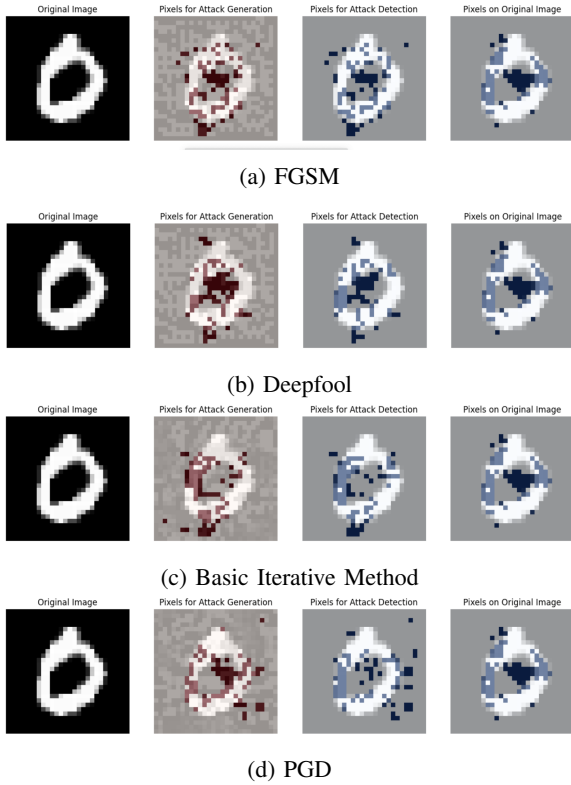 Original Image Pixels for Attack Generation Pixels for Attack Detection Pixels on Original Image
(a) FGSM
Original Image Pixels for Attack Generation Pixels for Attack Detection Pixels on Original Image
(b) Deepfool
Original Image Pixels for Attack Generation Pixels for Attack Detection Pixels on Original Image
(c) Basic Iterative Method
Original Image Pixels for Attack Generation Pixels for Attack Detection Pixels on Original Image
(d) PGD